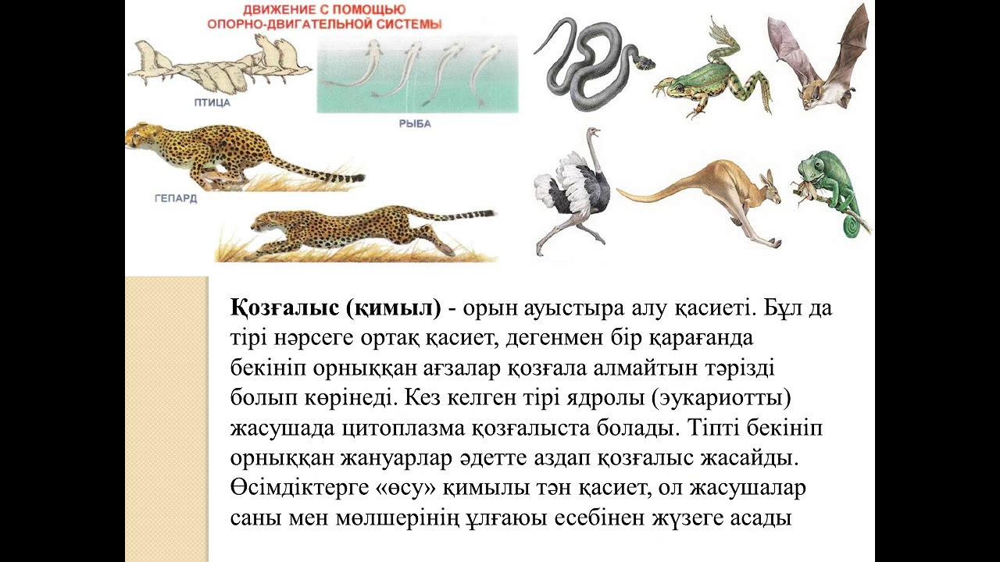 ДВИЖЕНИЕ С ПОМОЩЬЮ
ОПОРНО-ДВИГАТЕЛЬНОЙ СИСТЕМЫ
ПТИЦА
РЫБА
ГЕПАРД
Қозғалыс (қимыл) - орын ауыстыра алу қасиеті. Бұл да
тірі нәрсеге ортақ қасиет, дегенмен бір қарағанда
бекініп орныққан ағзалар қозғала алмайтын тәрізді
болып көрінеді. Кез келген тірі ядролы (эукариотты)
жасушада цитоплазма қозғалыста болады. Тіпті бекініп
орныққан жануарлар әдетте аздап қозғалыс жасайды.
Өсімдіктерге «өсу» қимылы тән қасиет, ол жасушалар
саны мен мөлшерінің ұлғаюы есебінен жүзеге асады